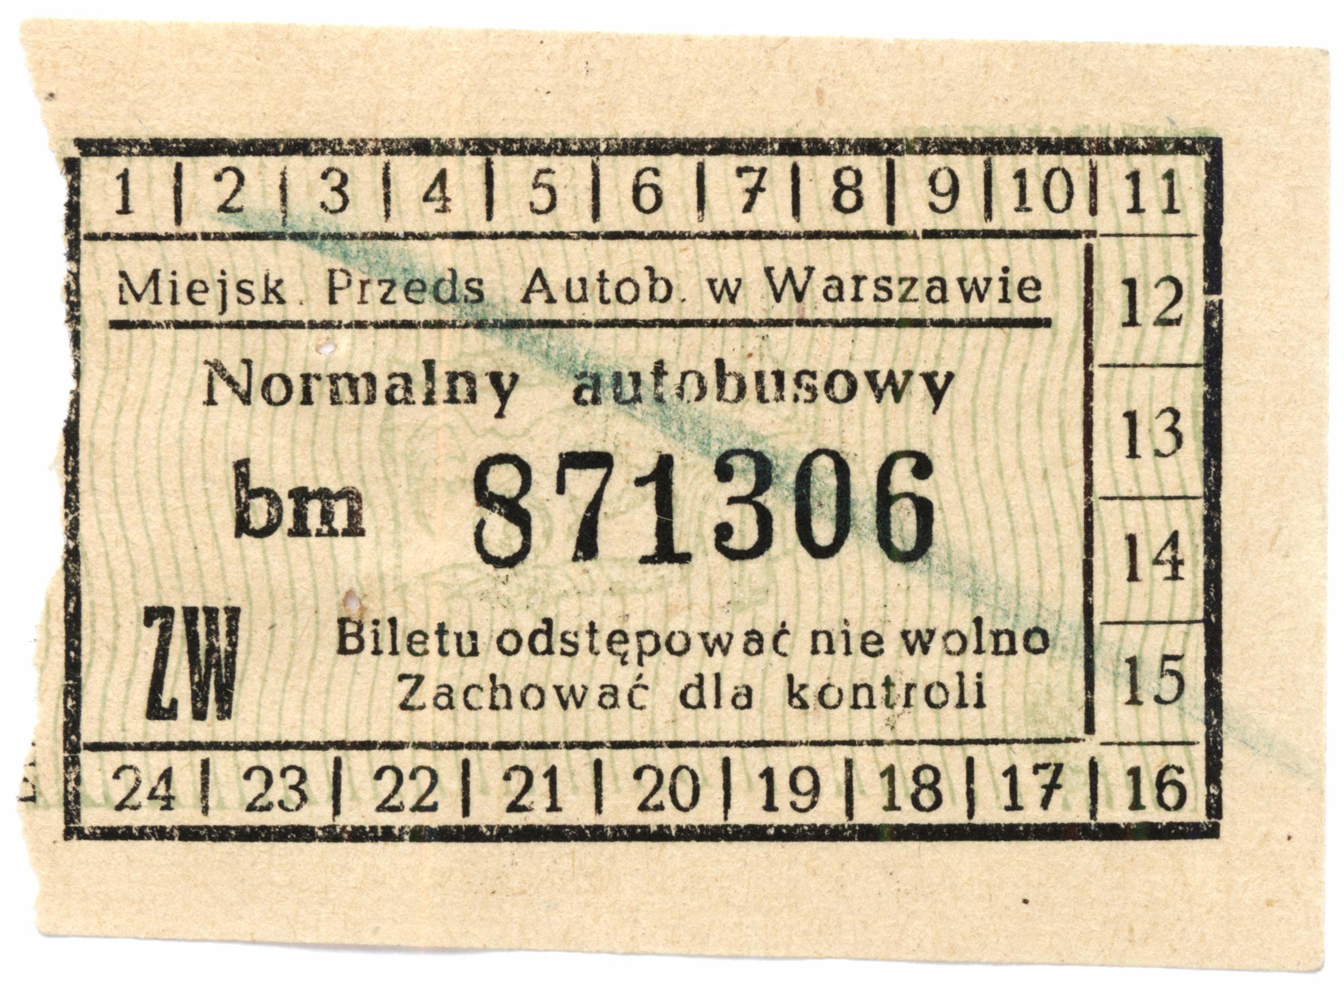 1 | 2 | 3 | 4 | 5 | 6 | 7 | 8 | 9 | 10 | 11
Miejsk. Przeds Autob. w Warszawie
12
Normalny autobusowy
13
bm 871306
14
ZW
Biletu odstępować nie wolno
Zachować dla kontroli
15
24 | 23 | 22 | 21 | 20 | 19 | 18 | 17 | 16